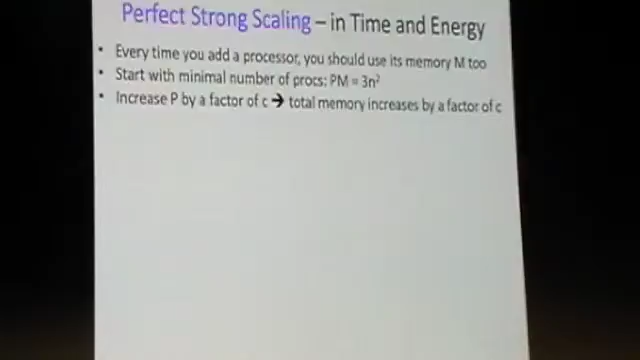 Perfect Strong Scaling – in Time and Energy
• Every time you add a processor, you should use its memory M too
• Start with minimal number of procs: PM = 3n²
• Increase P by a factor of c ➔ total memory increases by a factor of c